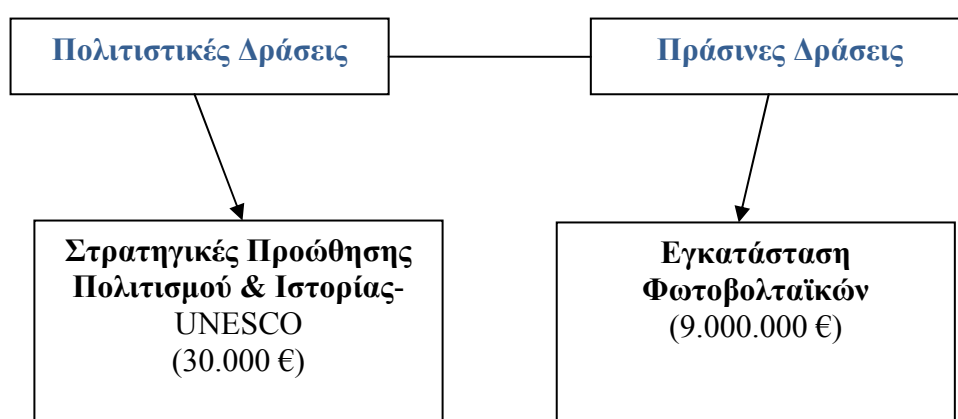 Πολιτιστικές Δράσεις
Πράσινες Δράσεις
Στρατηγικές Προώθησης
Πολιτισμού & Ιστορίας-
UNESCO
(30.000 €)
Εγκατάσταση
Φωτοβολταϊκών
(9.000.000 €)